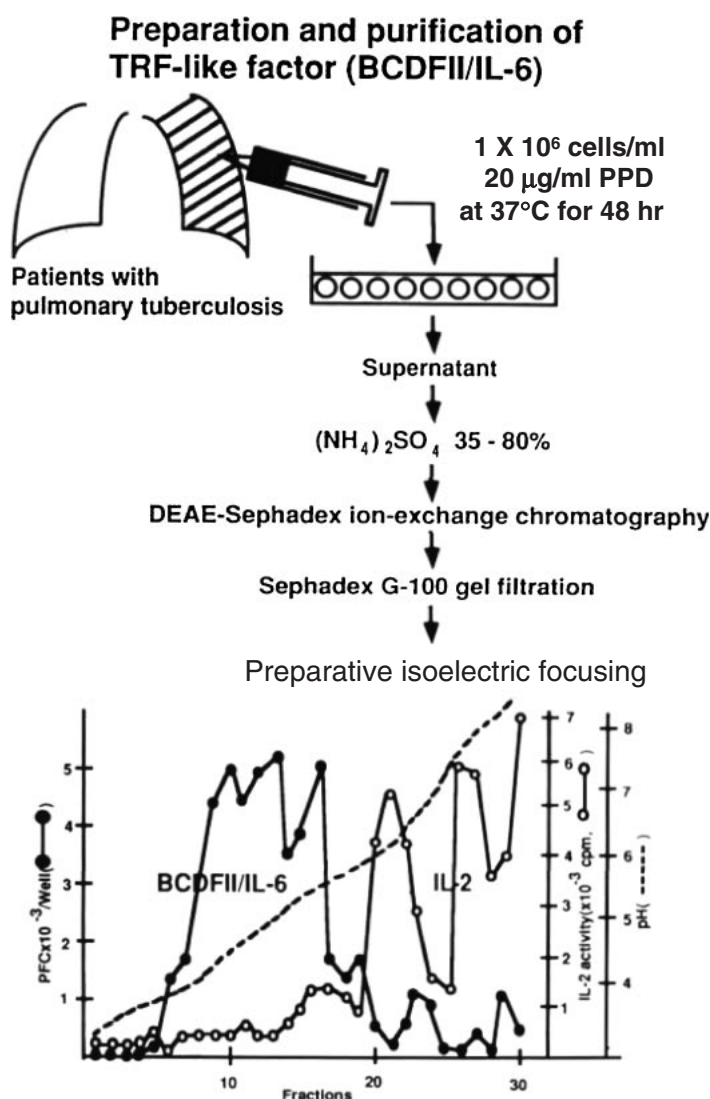 Preparation and purification of
TRF-like factor (BCDFII/IL-6)
1 X 10⁶ cells/ml
20 µg/ml PPD
at 37°C for 48 hr
Patients with
pulmonary tuberculosis
Supernatant
(NH₄)₂SO₄ 35 - 80%
DEAE-Sephadex ion-exchange chromatography
Sephadex G-100 gel filtration
Preparative isoelectric focusing
PFCx10⁻³/Well( )
5
4
3
2
1
BCDFII/IL-6
IL-2
7
6
5
4
3
2
1
IL-2 activity(x10⁻³ cpm, )
8
7
6
5
4
pH( ----- )
10
20
30
Fractions